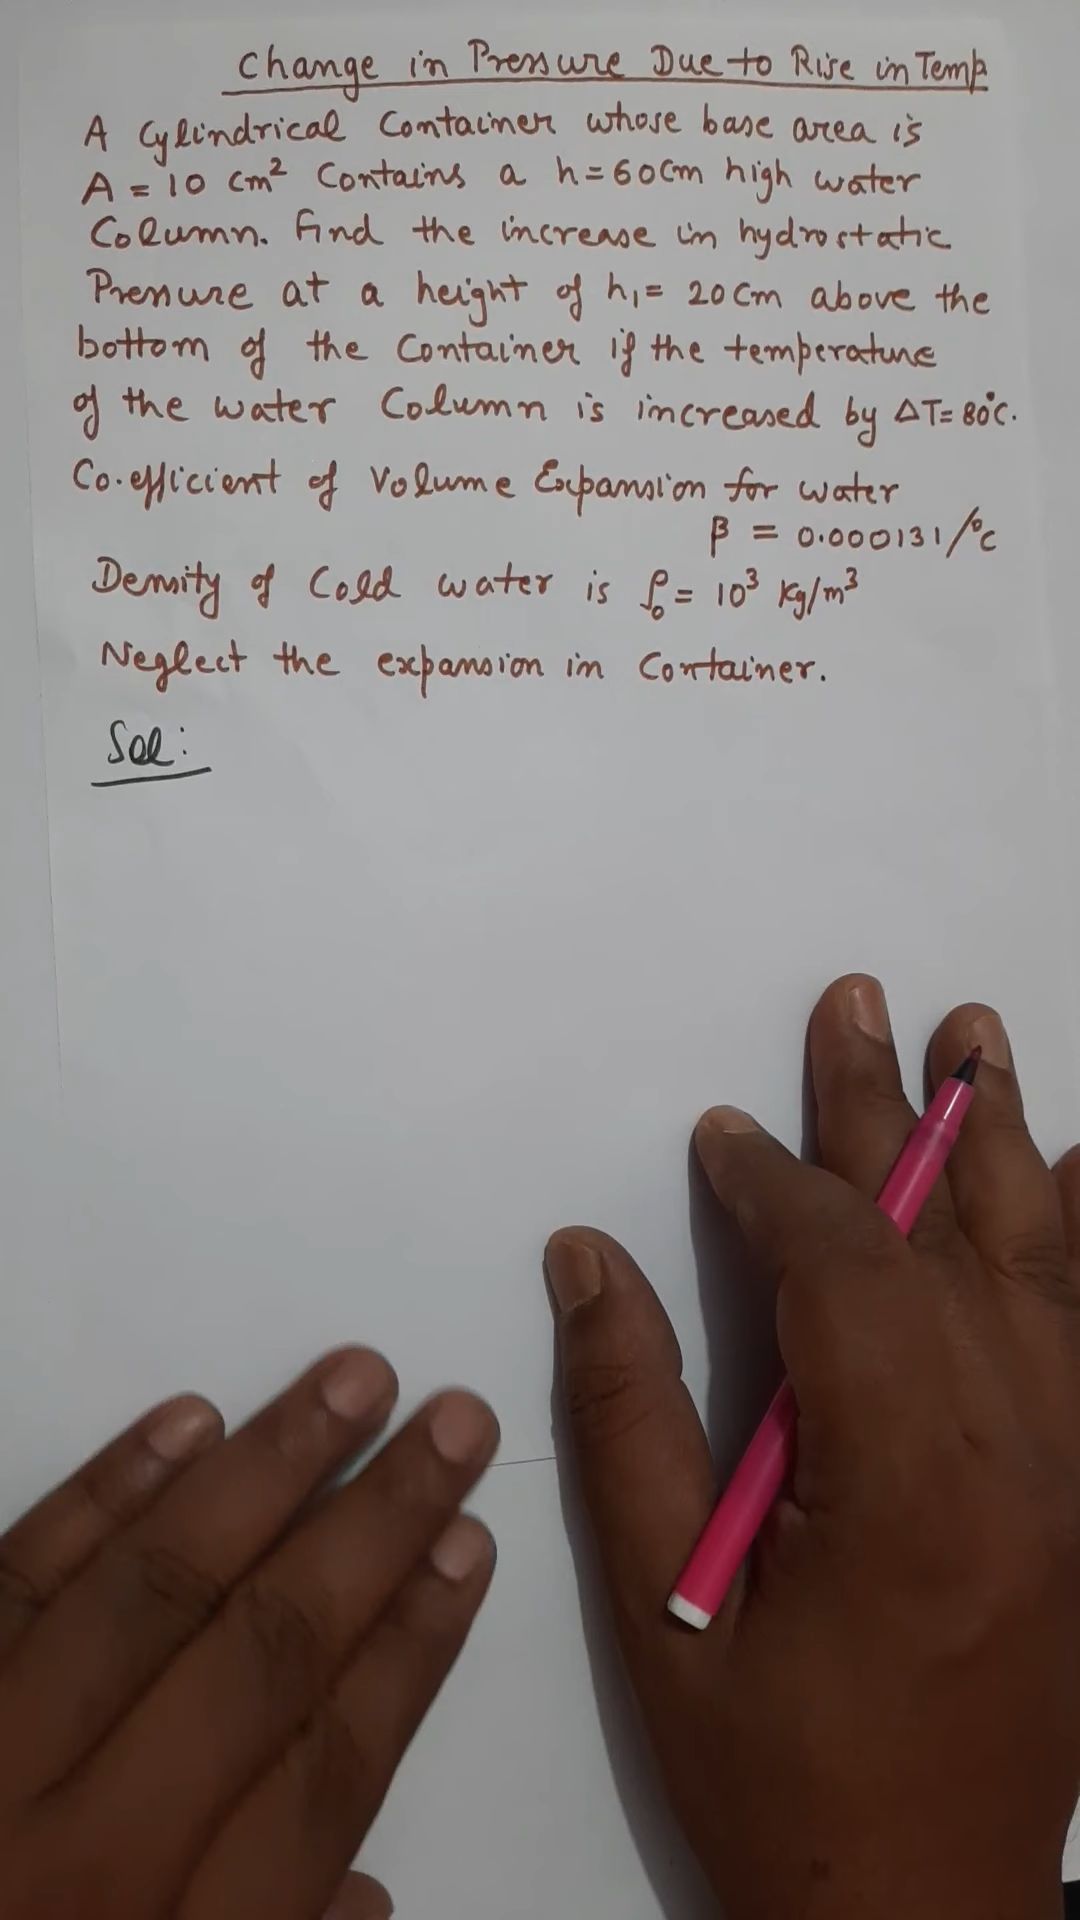 Change in Pressure Due to Rise in Temp
A Cylindrical Container whose base area is
A = 10 cm² Contains a h=60cm high water
Column. Find the increase in hydrostatic
Pressure at a height of h₁= 20cm above the
bottom of the Container if the temperature
of the water Column is increased by ΔT= 80°C.
Co-efficient of Volume Expansion for water
β = 0.000131/°C
Density of Cold water is ρ₀ = 10³ Kg/m³
Neglect the expansion in Container.
Sol: